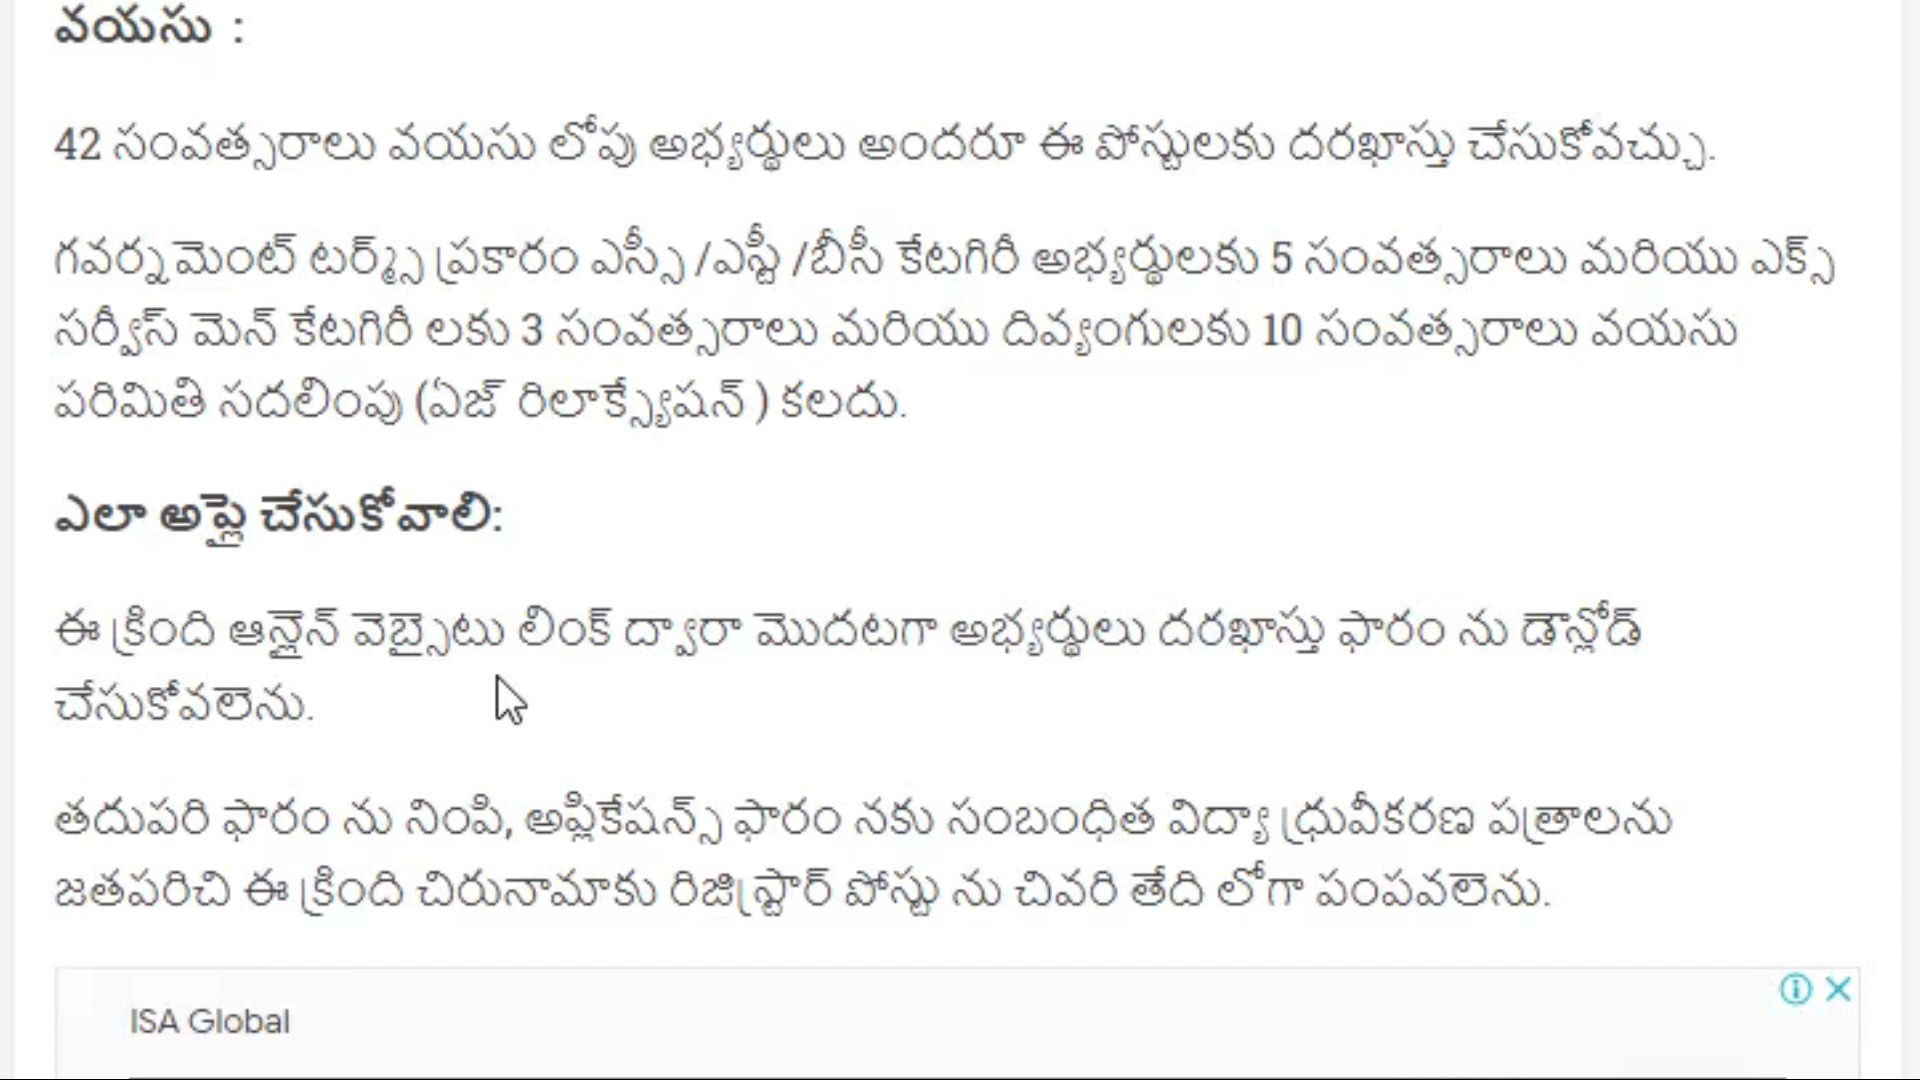 వయసు :
42 సంవత్సరాలు వయసు లోపు అభ్యర్థులు అందరూ ఈ పోస్టులకు దరఖాస్తు చేసుకోవచ్చు.
గవర్నమెంట్ టర్మ్స్ ప్రకారం ఎస్సీ /ఎస్టీ /బీసీ కేటగిరీ అభ్యర్థులకు 5 సంవత్సరాలు మరియు ఎక్స్
సర్వీస్ మెన్ కేటగిరీ లకు 3 సంవత్సరాలు మరియు దివ్యంగులకు 10 సంవత్సరాలు వయసు
పరిమితి సదలింపు (ఏజ్ రిలాక్స్యేషన్ ) కలదు.
ఎలా అప్లై చేసుకోవాలి:
ఈ క్రింది ఆన్లైన్ వెబ్సైటు లింక్ ద్వారా మొదటగా అభ్యర్థులు దరఖాస్తు ఫారం ను డౌన్లోడ్
చేసుకోవలెను.
తదుపరి ఫారం ను నింపి, అప్లికేషన్స్ ఫారం నకు సంబంధిత విద్యా ధ్రువీకరణ పత్రాలను
జతపరిచి ఈ క్రింది చిరునామాకు రిజిస్ట్రార్ పోస్టు ను చివరి తేది లోగా పంపవలెను.
ISA Global